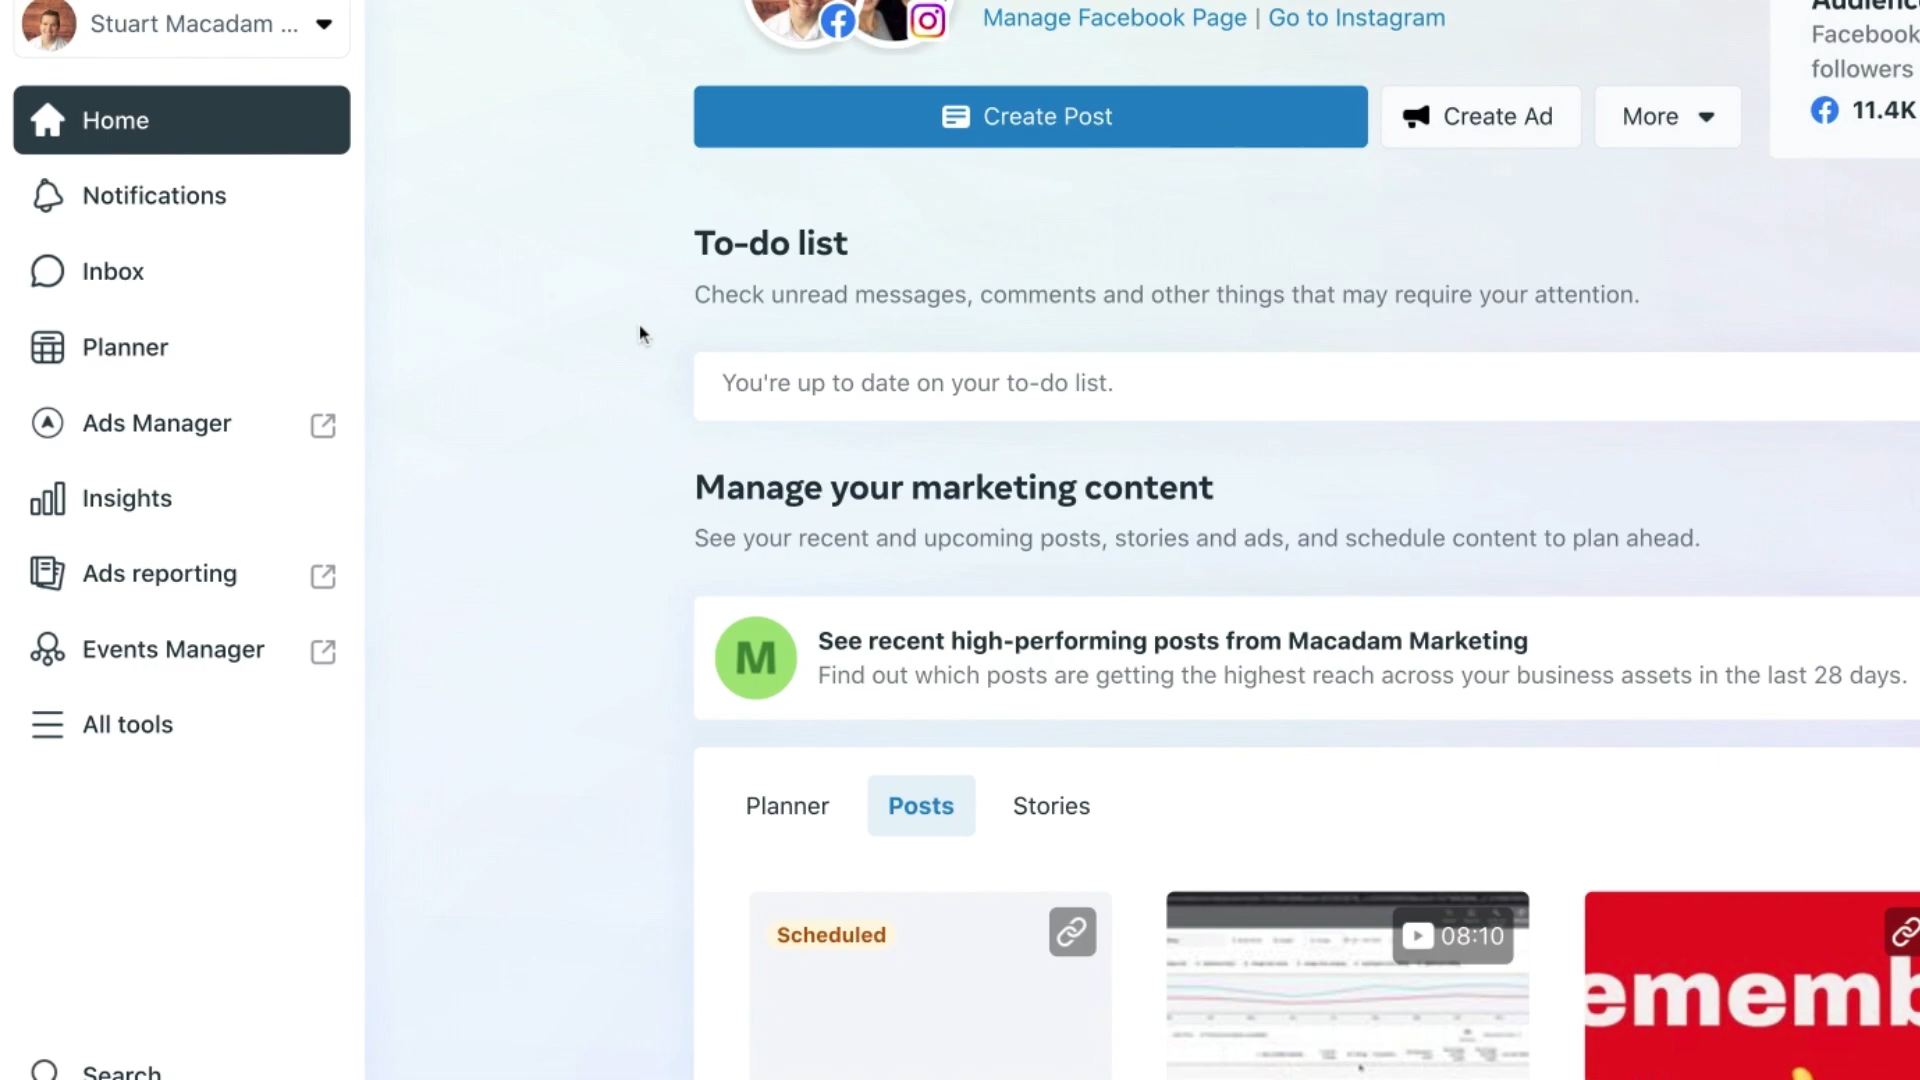 Stuart Macadam ...
Home
Notifications
Inbox
Planner
Ads Manager
Insights
Ads reporting
Events Manager
All tools
Search
Manage Facebook Page | Go to Instagram
Create Post
Create Ad
More
Facebook
followers
11.4K
To-do list
Check unread messages, comments and other things that may require your attention.
You're up to date on your to-do list.
Manage your marketing content
See your recent and upcoming posts, stories and ads, and schedule content to plan ahead.
M
See recent high-performing posts from Macadam Marketing
Find out which posts are getting the highest reach across your business assets in the last 28 days.
Planner
Posts
Stories
Scheduled
08:10
ememb